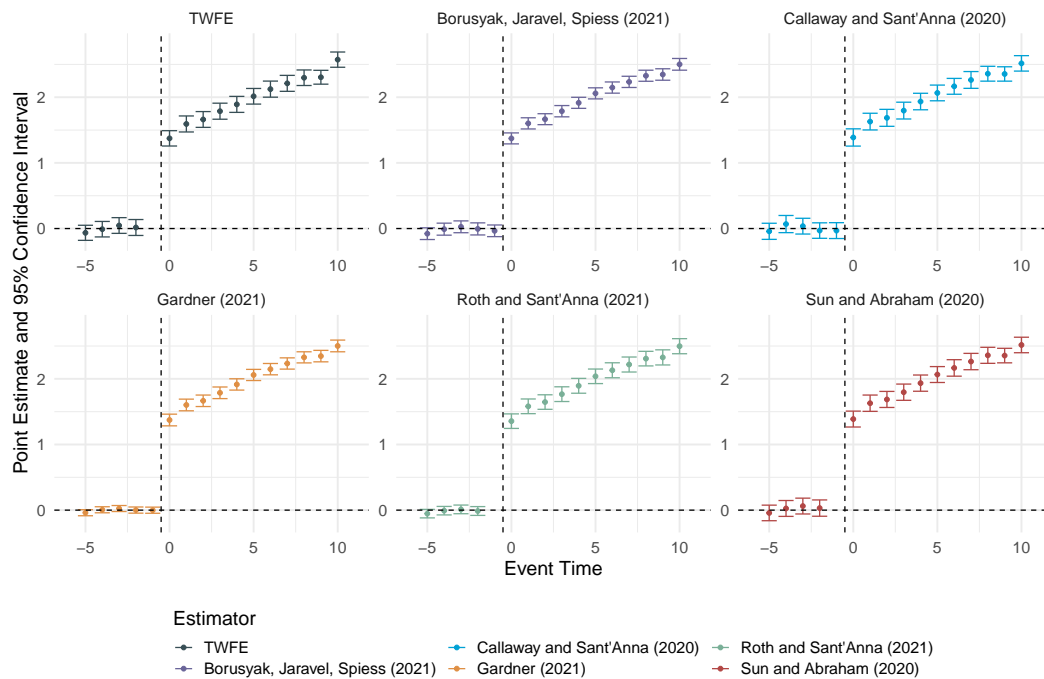 TWFE
Borusyak, Jaravel, Spiess (2021)
Callaway and Sant'Anna (2020)
2
1
0
−5 0 5 10
2
1
0
−5 0 5 10
2
1
0
−5 0 5 10
Gardner (2021)
Roth and Sant'Anna (2021)
Sun and Abraham (2020)
2
1
0
−5 0 5 10
2
1
0
−5 0 5 10
2
1
0
−5 0 5 10
Point Estimate and 95% Confidence Interval
Event Time
Estimator
TWFE
Borusyak, Jaravel, Spiess (2021)
Callaway and Sant'Anna (2020)
Gardner (2021)
Roth and Sant'Anna (2021)
Sun and Abraham (2020)